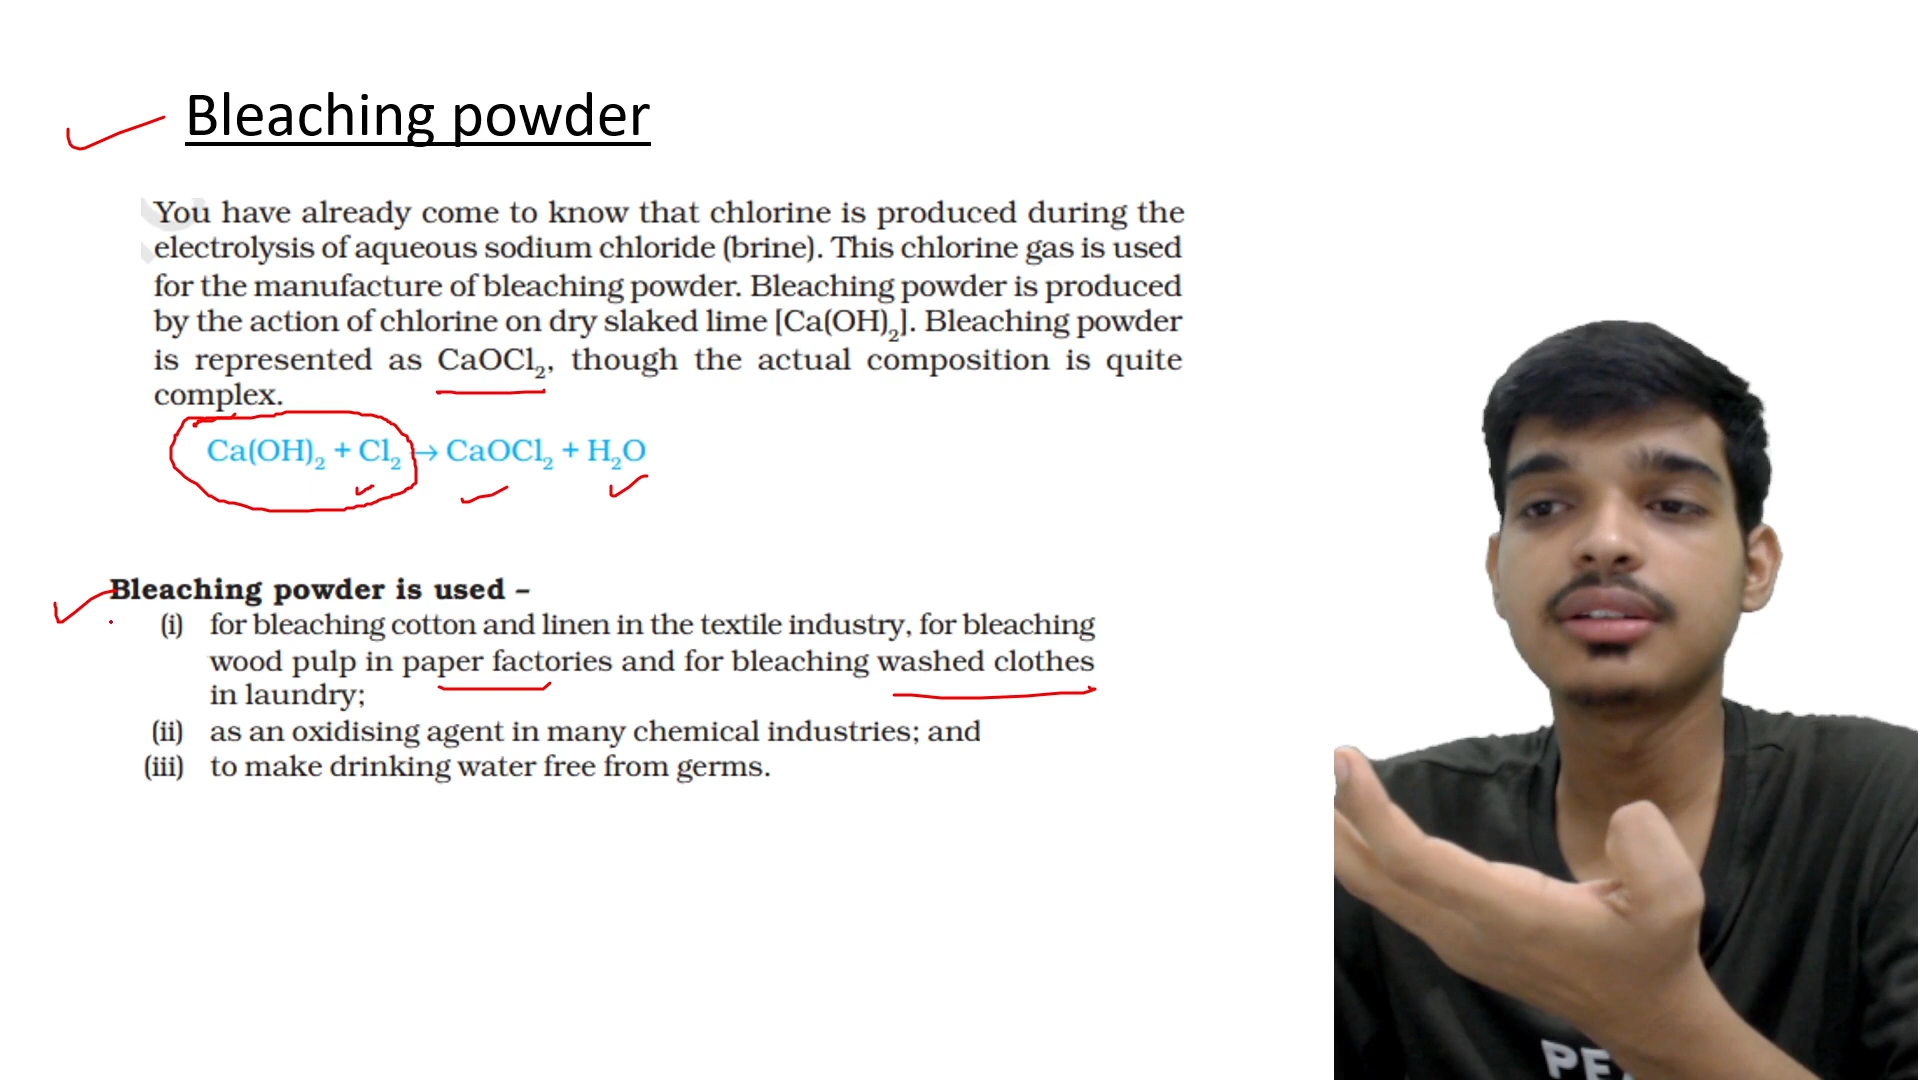 Bleaching powder
You have already come to know that chlorine is produced during the
electrolysis of aqueous sodium chloride (brine). This chlorine gas is used
for the manufacture of bleaching powder. Bleaching powder is produced
by the action of chlorine on dry slaked lime [Ca(OH)₂]. Bleaching powder
is represented as CaOCl₂, though the actual composition is quite
complex.
Ca(OH)₂ + Cl₂ → CaOCl₂ + H₂O
Bleaching powder is used –
(i) for bleaching cotton and linen in the textile industry, for bleaching
wood pulp in paper factories and for bleaching washed clothes
in laundry;
(ii) as an oxidising agent in many chemical industries; and
(iii) to make drinking water free from germs.